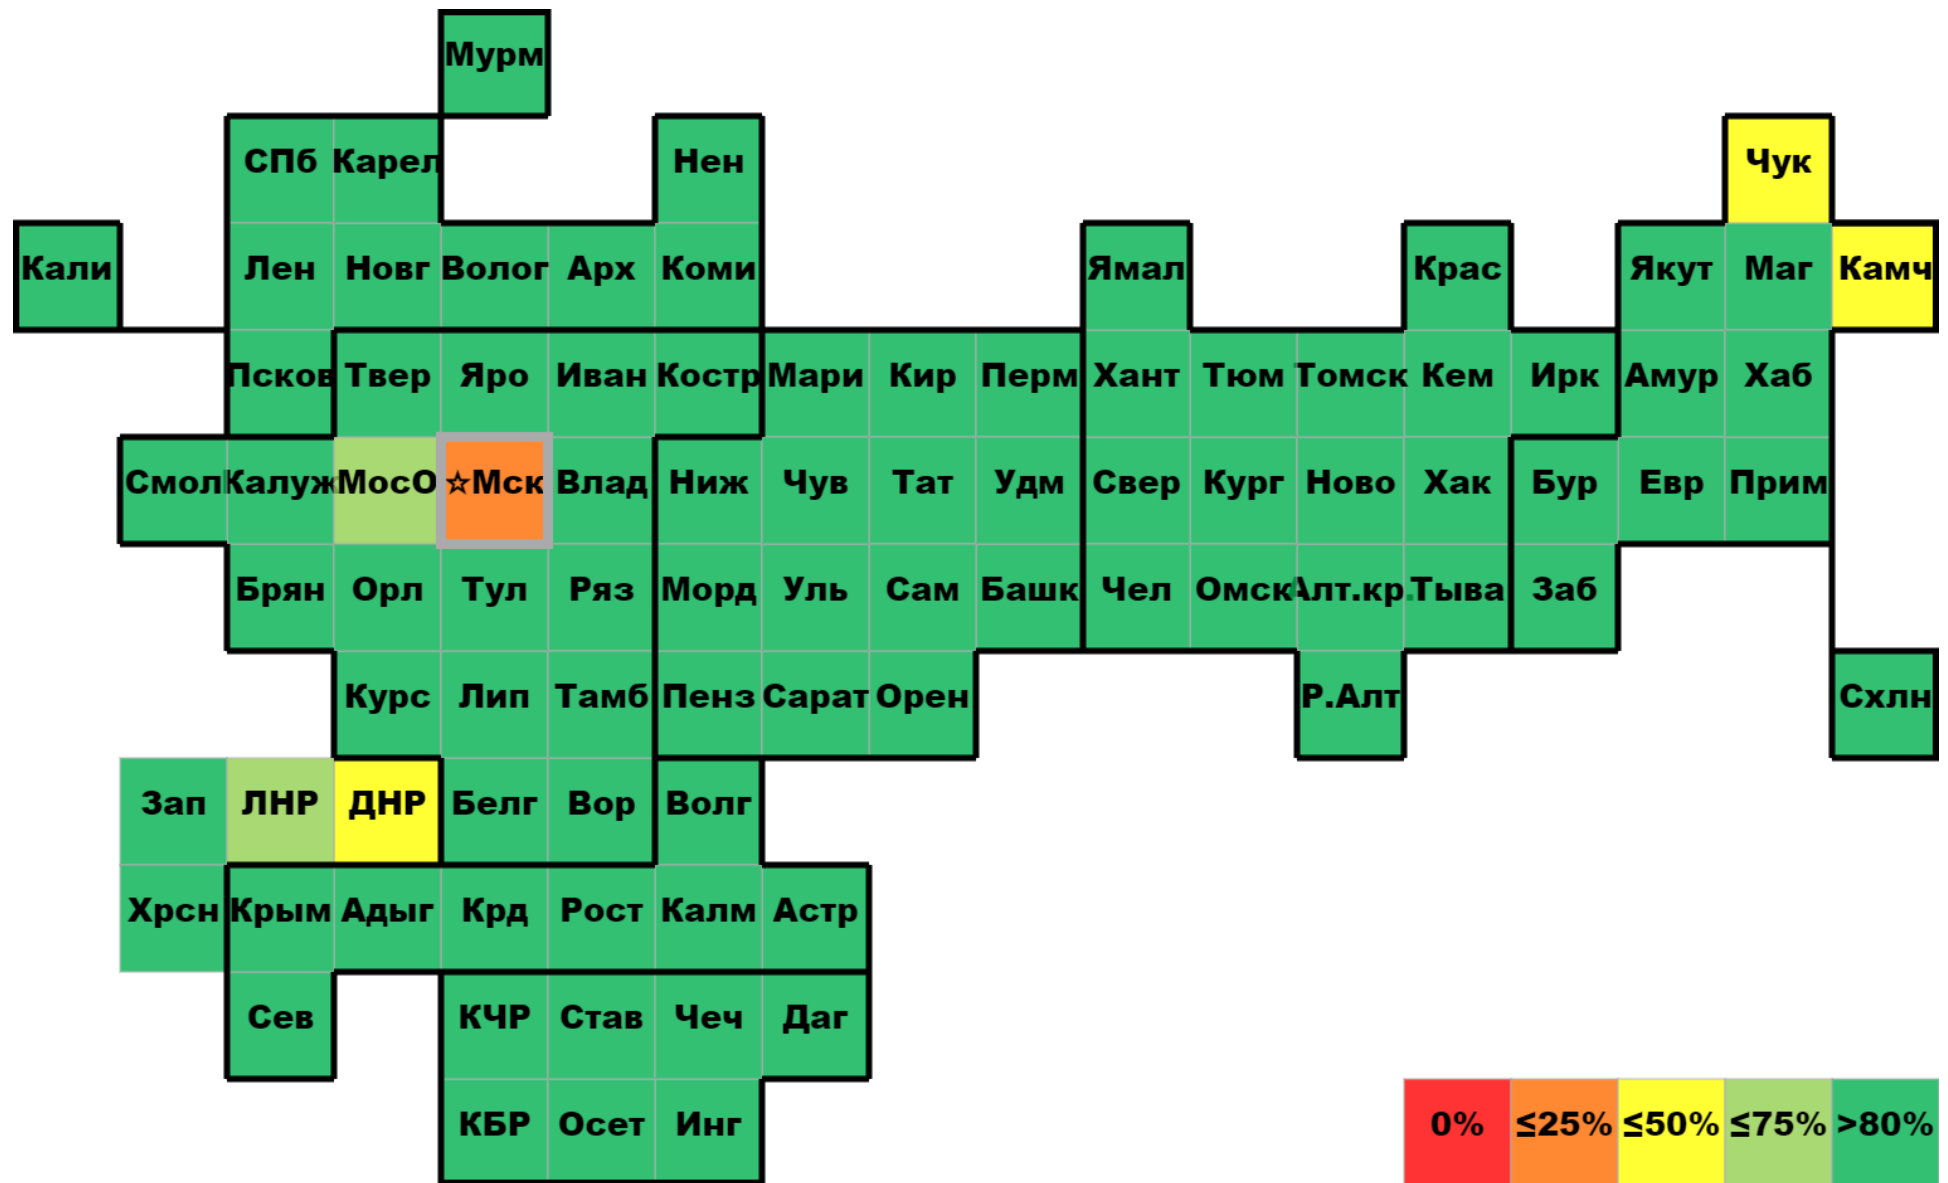 Мурм
СПб Карел Нен Чук
Кали Лен Новг Волог Арх Коми Ямал Крас Якут Маг Камч
Псков Твер Яро Иван Костр Мари Кир Перм Хант Тюм Томск Кем Ирк Амур Хаб
Смол Калуж МосО ☆Мск Влад Ниж Чув Тат Удм Свер Кург Ново Хак Бур Евр Прим
Брян Орл Тул Ряз Морд Уль Сам Башк Чел Омск Алт.кр. Тыва Заб
Курс Лип Тамб Пенз Сарат Орен Р.Алт Схлн
Зап ЛНР ДНР Белг Вор Волг
Хрсн Крым Адыг Крд Рост Калм Астр
Сев КЧР Став Чеч Даг
КБР Осет Инг 0% ≤25% ≤50% ≤75% >80%